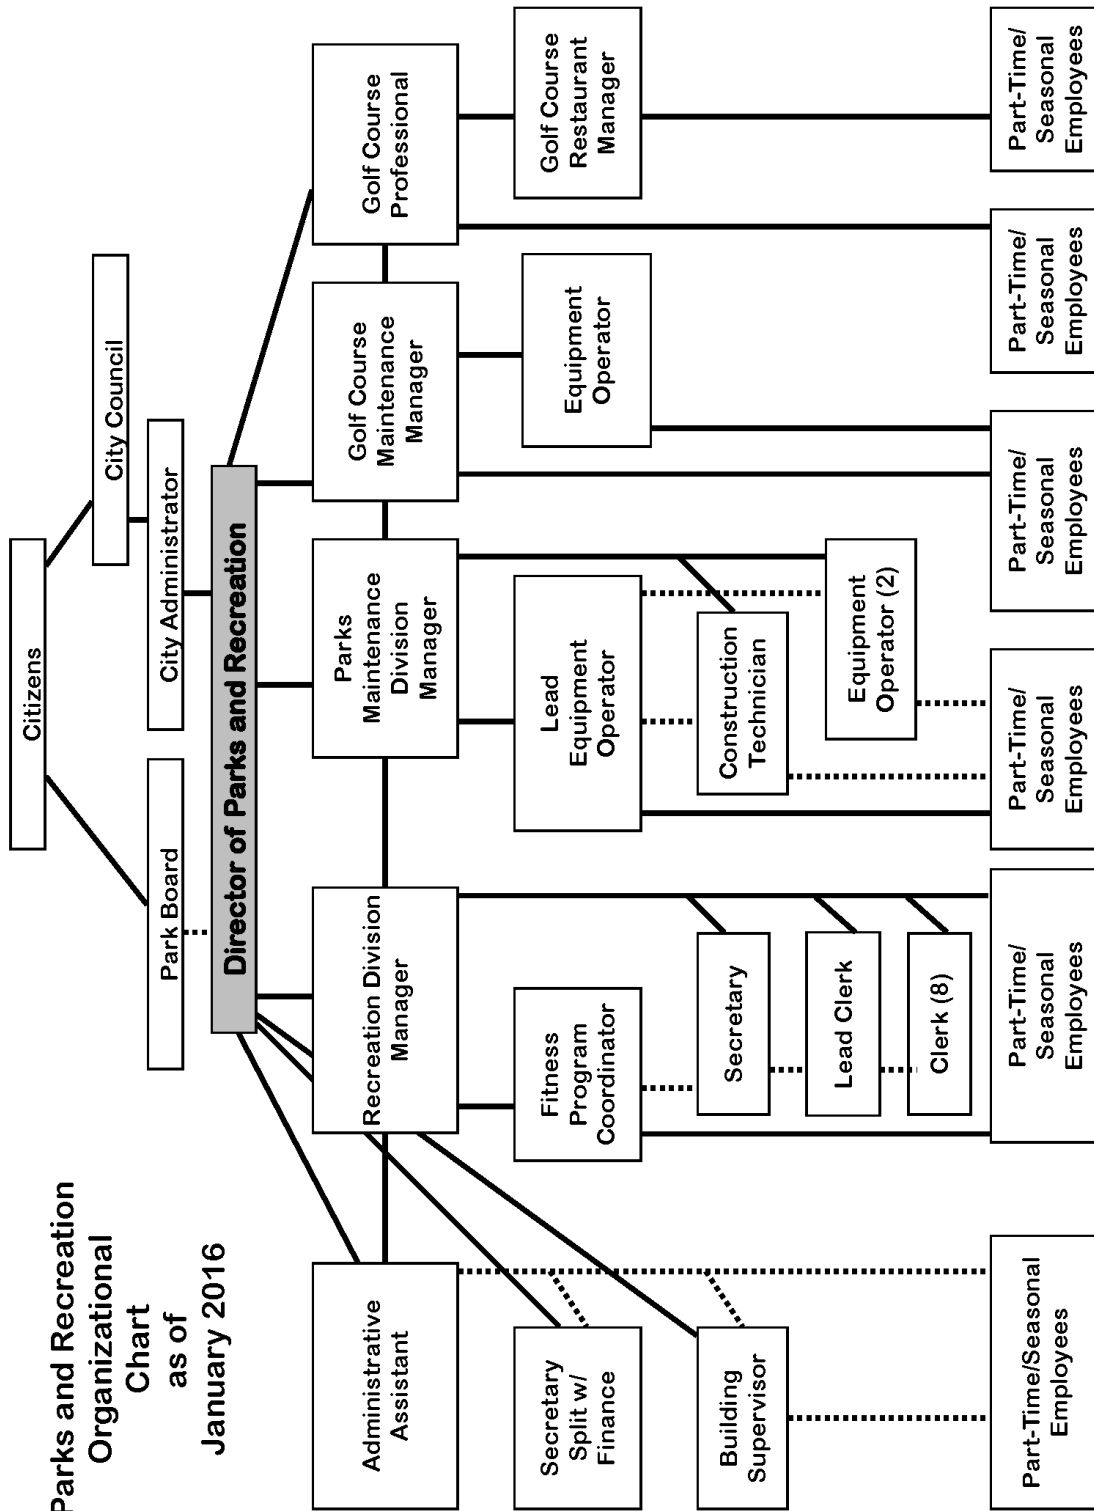 Parks and Recreation
Organizational
Chart
as of
January 2016
Citizens
City Council
Park Board
City Administrator
Director of Parks and Recreation
Administrative
Assistant
Recreation Division
Manager
Parks
Maintenance
Division
Manager
Golf Course
Maintenance
Manager
Golf Course
Professional
Secretary
Split w/
Finance
Fitness
Program
Coordinator
Lead
Equipment
Operator
Equipment
Operator
Golf Course
Restaurant
Manager
Building
Supervisor
Secretary
Construction
Technician
Lead Clerk
Equipment
Operator (2)
Clerk (8)
Part-Time/Seasonal
Employees
Part-Time/
Seasonal
Employees
Part-Time/
Seasonal
Employees
Part-Time/
Seasonal
Employees
Part-Time/
Seasonal
Employees
Part-Time/
Seasonal
Employees